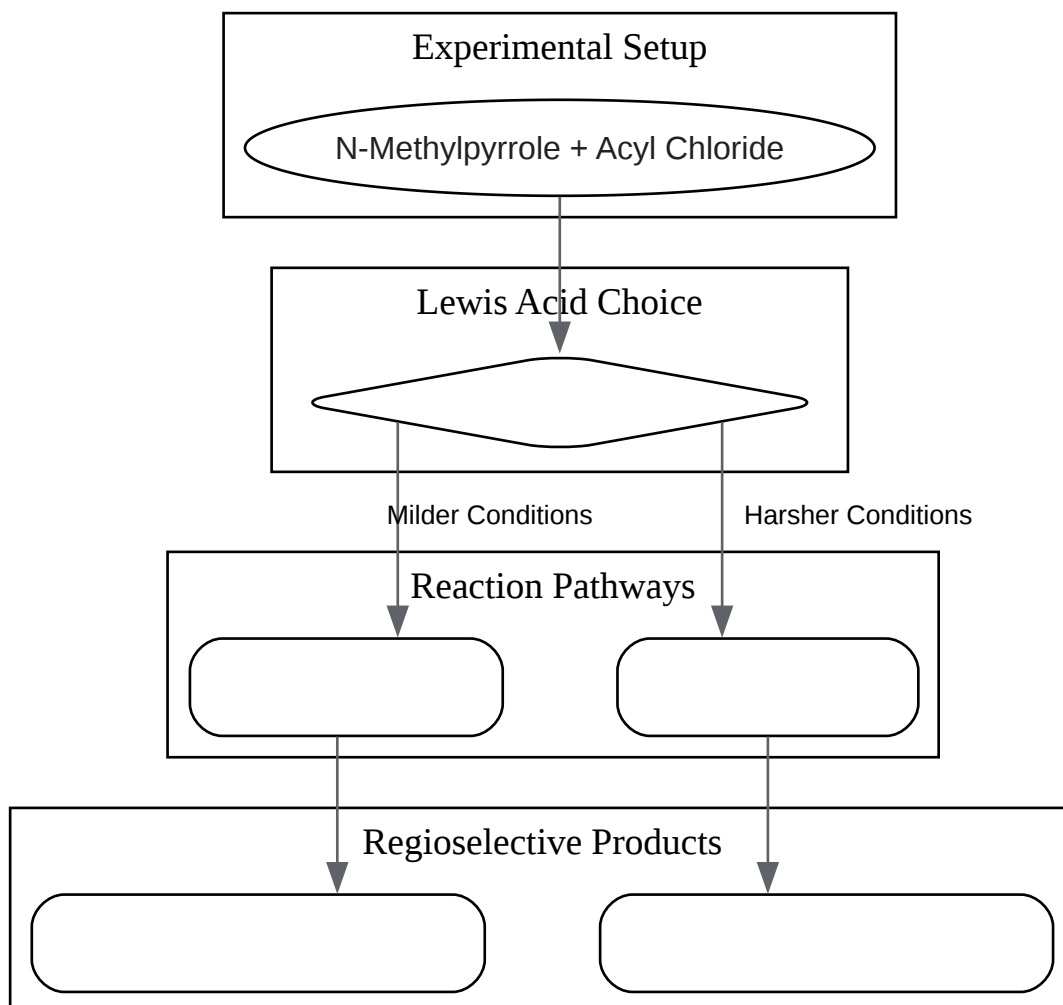 Experimental Setup
N-Methylpyrrole + Acyl Chloride
Lewis Acid Choice
Milder Conditions
Harsher Conditions
Reaction Pathways
Regioselective Products